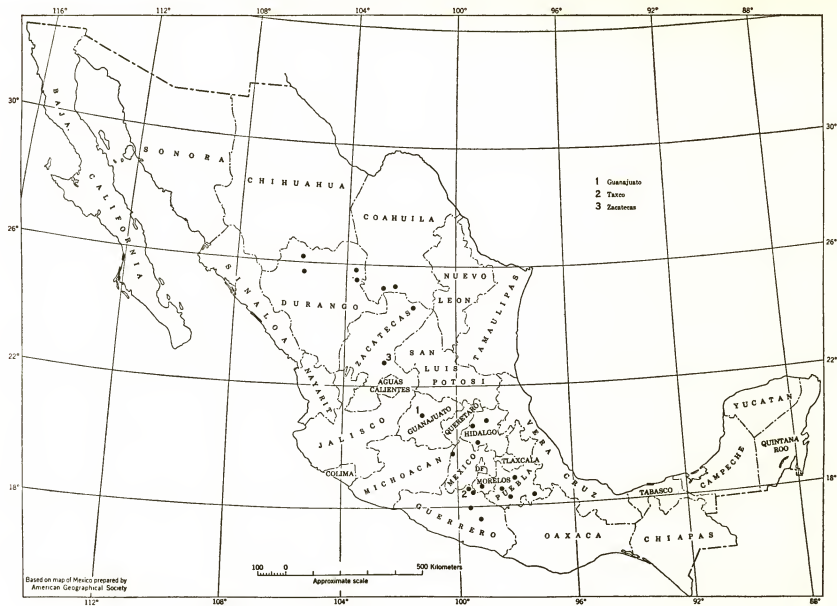 116° 112° 108° 104° 100° 96° 92° 88°
30° 30°
26° 26°
22° 22°
18° 18°
BAJA CALIFORNIA
SONORA
CHIHUAHUA
COAHUILA
1 Guanajuato
2 Taxco
3 Zacatecas
SINALOA
DURANGO
NUEVO
LEON
TAMAULIPAS
ZACATECAS
3
SAN
LUIS
POTOSI
NAYARIT
AGUAS
CALIENTES
1
GUANAJUATO
QUERETARO
HIDALGO
JALISCO
VERA CRUZ
YUCATAN
QUINTANA
ROO
CAMPECHE
COLIMA
MICHOACAN
MEXICO
DF
TLAXCALA
MORELOS
PUEBLA
2
TABASCO
GUERRERO
OAXACA
CHIAPAS
100 0 500 Kilometers
Approximate scale
Based on map of Mexico prepared by
American Geographical Society
112° 108° 104° 100° 96° 92° 88°